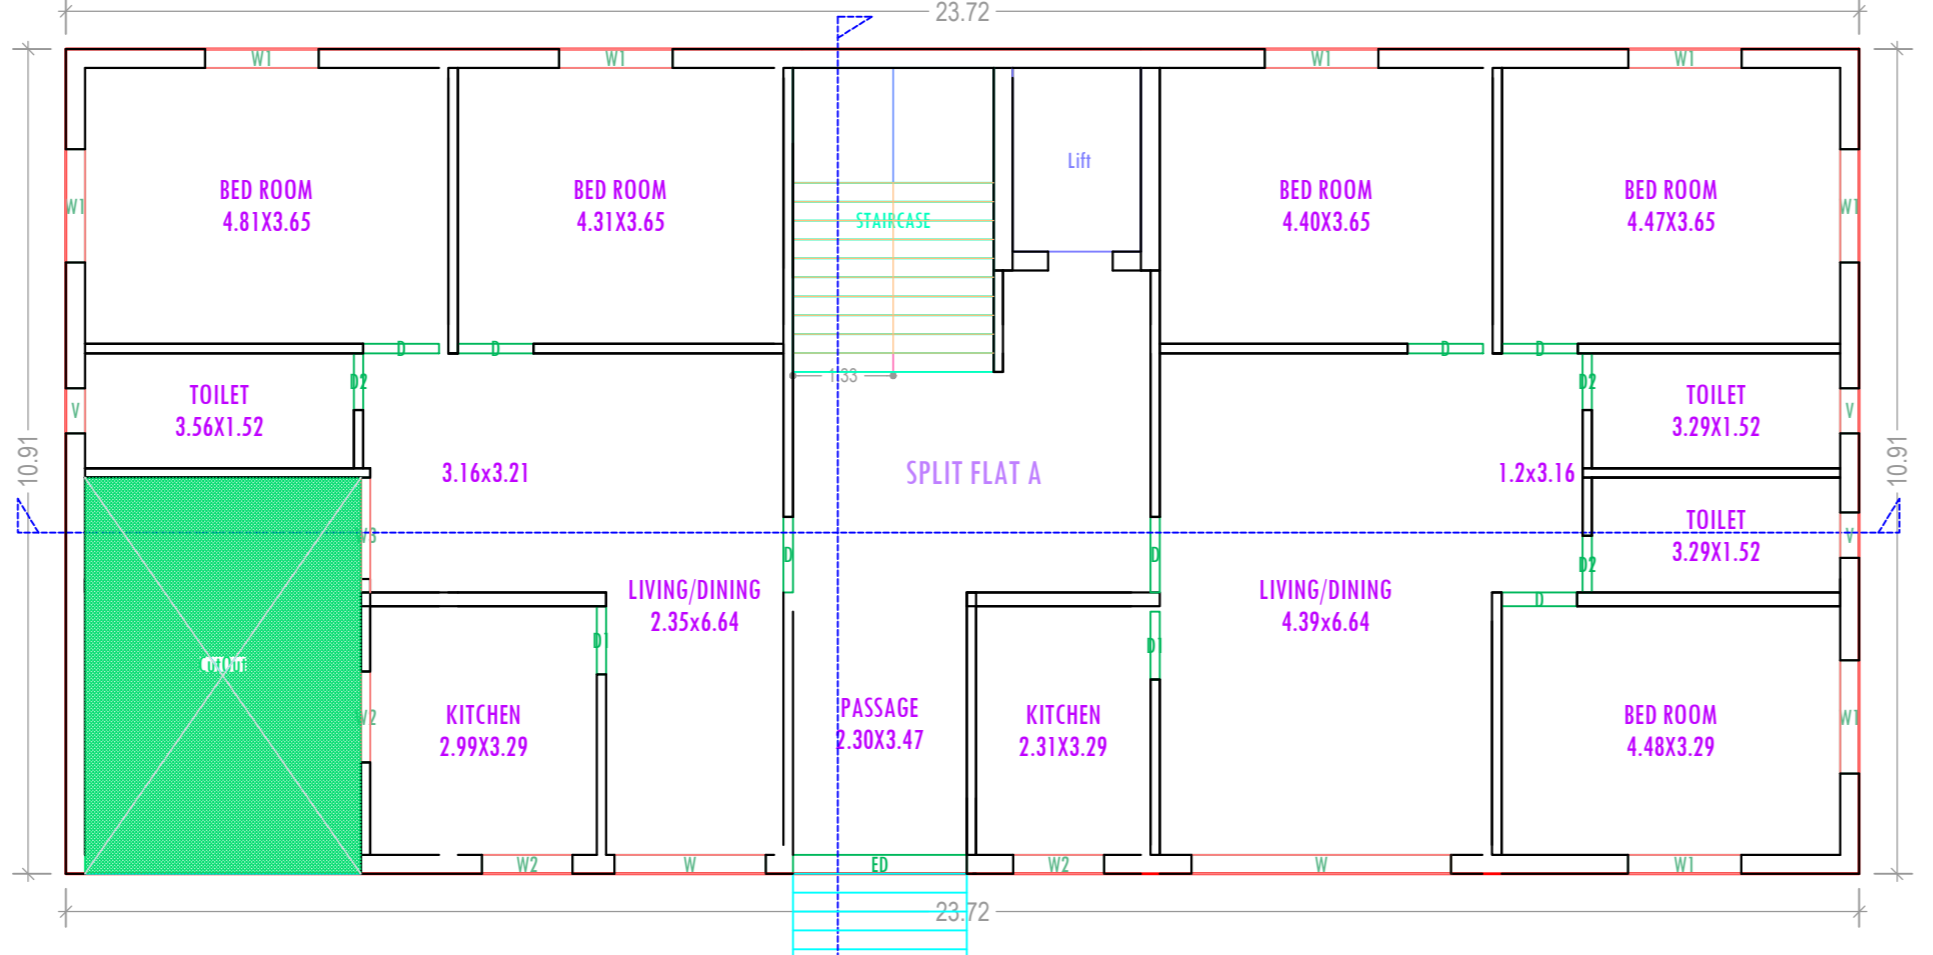 23.72
W1
W1
W1
W1
BED ROOM
4.81X3.65
BED ROOM
4.31X3.65
Lift
BED ROOM
4.40X3.65
BED ROOM
4.47X3.65
W1
STAIRCASE
W1
D
D
D
D
1.33
TOILET
3.56X1.52
D2
D2
TOILET
3.29X1.52
V
V
10.91
3.16x3.21
SPLIT FLAT A
1.2x3.16
10.91
W3
TOILET
3.29X1.52
V
D
D
D2
LIVING/DINING
2.35x6.64
LIVING/DINING
4.39x6.64
D
D1
D1
W2
KITCHEN
2.99X3.29
PASSAGE
2.30X3.47
KITCHEN
2.31X3.29
BED ROOM
4.48X3.29
W1
W2
W
ED
W2
W
W1
23.72